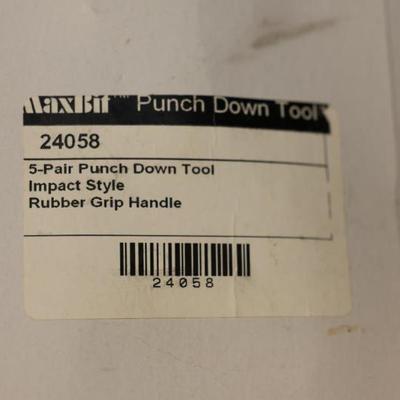 MaxBit™ Punch Down Tool
24058
5-Pair Punch Down Tool
Impact Style
Rubber Grip Handle
24058